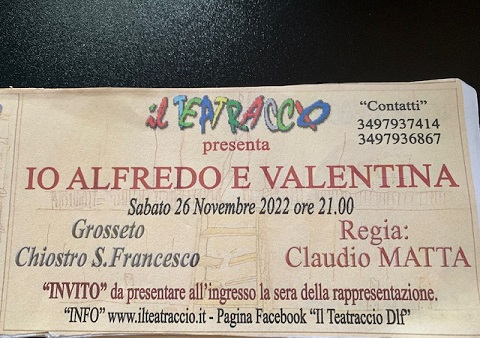 il TEATRACCIO
"Contatti"
3497937414
3497936867
presenta
IO ALFREDO E VALENTINA
Sabato 26 Novembre 2022 ore 21.00
Grosseto
Chiostro S.Francesco
Regia:
Claudio MATTA
"INVITO" da presentare all'ingresso la sera della rappresentazione.
"INFO" www.ilteatraccio.it - Pagina Facebook "Il Teatraccio Dlf"